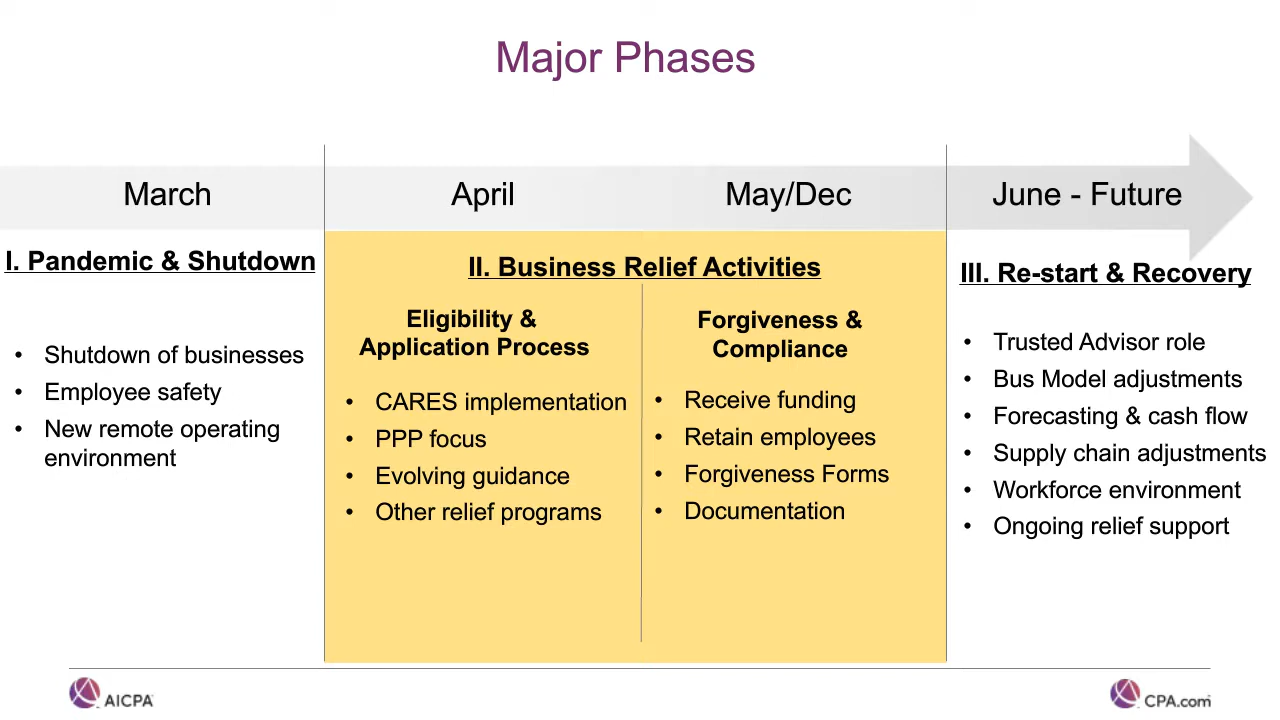 Major Phases
March
April
May/Dec
June - Future
I. Pandemic & Shutdown
• Shutdown of businesses
• Employee safety
• New remote operating
environment
II. Business Relief Activities
Eligibility &
Application Process
• CARES implementation
• PPP focus
• Evolving guidance
• Other relief programs
Forgiveness &
Compliance
• Receive funding
• Retain employees
• Forgiveness Forms
• Documentation
III. Re-start & Recovery
• Trusted Advisor role
• Bus Model adjustments
• Forecasting & cash flow
• Supply chain adjustments
• Workforce environment
• Ongoing relief support
AICPA
CPA.com